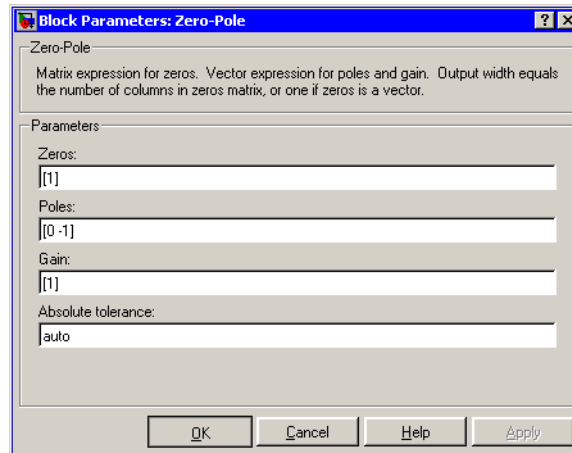 Block Parameters: Zero-Pole
Zero-Pole
Matrix expression for zeros. Vector expression for poles and gain. Output width equals
the number of columns in zeros matrix, or one if zeros is a vector.
Parameters
Zeros:
[1]
Poles:
[0 -1]
Gain:
[1]
Absolute tolerance:
auto
OK Cancel Help Apply